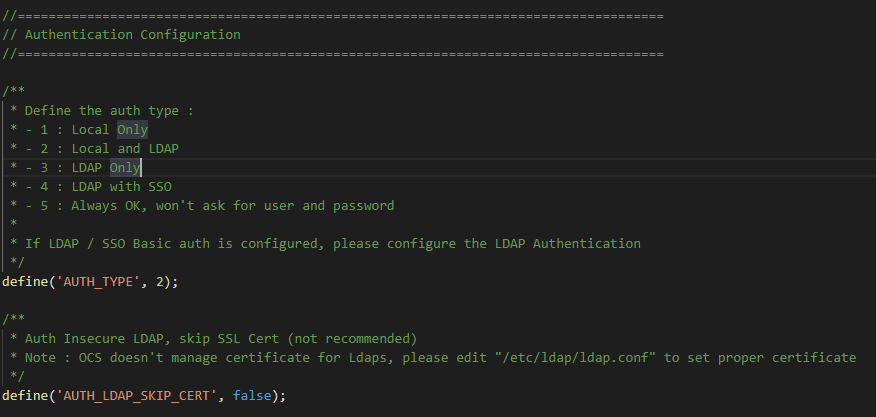 //====================================================================================
// Authentication Configuration
//====================================================================================
/**
* Define the auth type :
* - 1 : Local Only
* - 2 : Local and LDAP
* - 3 : LDAP Only
* - 4 : LDAP with SSO
* - 5 : Always OK, won't ask for user and password
*
* If LDAP / SSO Basic auth is configured, please configure the LDAP Authentication
*/
define('AUTH_TYPE', 2);
/**
* Auth Insecure LDAP, skip SSL Cert (not recommended)
* Note : OCS doesn't manage certificate for Ldaps, please edit "/etc/ldap/ldap.conf" to set proper certificate
*/
define('AUTH_LDAP_SKIP_CERT', false);